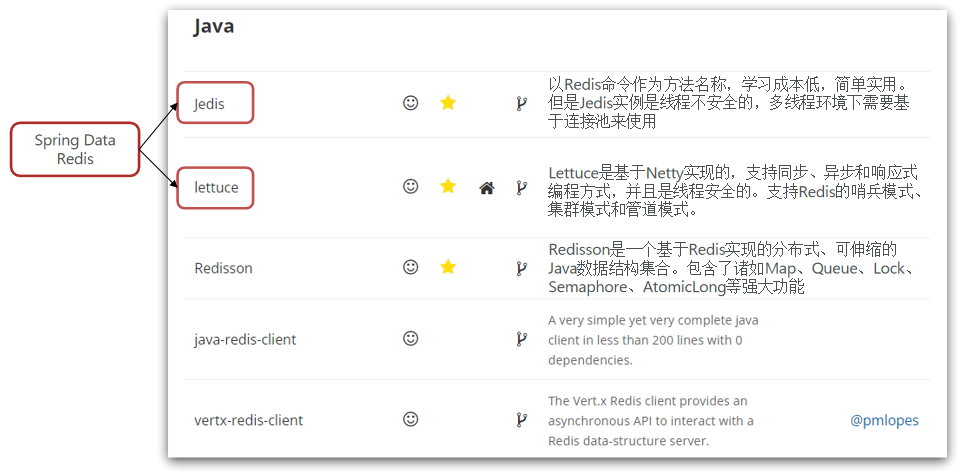 Java
Spring Data
Redis
Jedis
以Redis命令作为方法名称，学习成本低，简单实用。
但是Jedis实例是线程不安全的，多线程环境下需要基
于连接池来使用
lettuce
Lettuce是基于Netty实现的，支持同步、异步和响应式
编程方式，并且是线程安全的。支持Redis的哨兵模式、
集群模式和管道模式。
Redisson
Redisson是一个基于Redis实现的分布式、可伸缩的
Java数据结构集合。包含了诸如Map、Queue、Lock、
Semaphore、AtomicLong等强大功能
java-redis-client
A very simple yet very complete java
client in less than 200 lines with 0
dependencies.
vertx-redis-client
The Vert.x Redis client provides an
asynchronous API to interact with a
Redis data-structure server.
@pmlopes